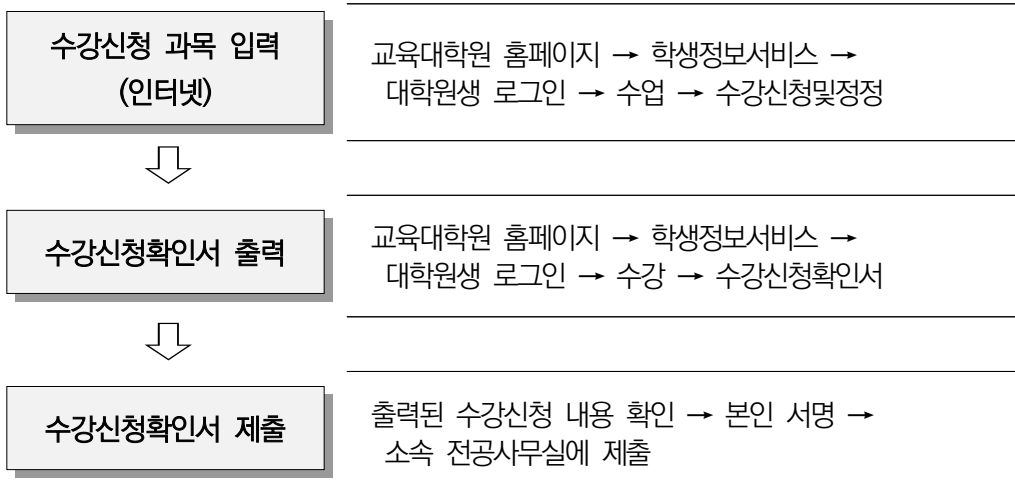 수강신청 과목 입력
(인터넷)
교육대학원 홈페이지 → 학생정보서비스 →
대학원생 로그인 → 수업 → 수강신청및정정
수강신청확인서 출력
교육대학원 홈페이지 → 학생정보서비스 →
대학원생 로그인 → 수강 → 수강신청확인서
수강신청확인서 제출
출력된 수강신청 내용 확인 → 본인 서명 →
소속 전공사무실에 제출